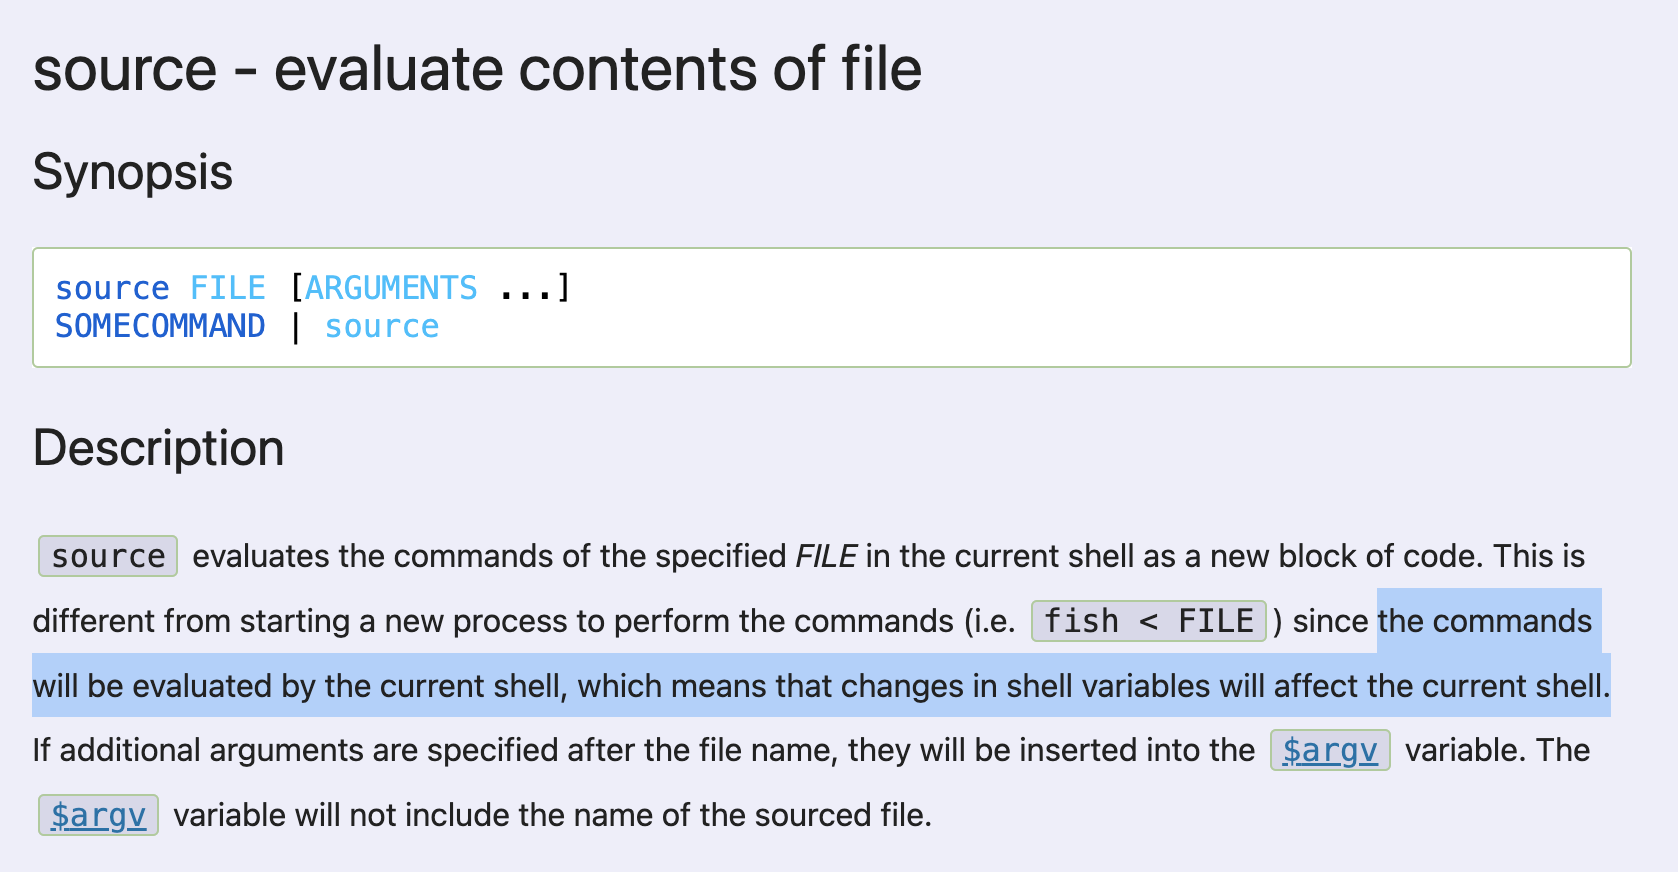 source - evaluate contents of file
Synopsis
source FILE [ARGUMENTS ...]
SOMECOMMAND | source
Description
source evaluates the commands of the specified FILE in the current shell as a new block of code. This is
different from starting a new process to perform the commands (i.e. fish < FILE ) since the commands
will be evaluated by the current shell, which means that changes in shell variables will affect the current shell.
If additional arguments are specified after the file name, they will be inserted into the $argv variable. The
$argv variable will not include the name of the sourced file.